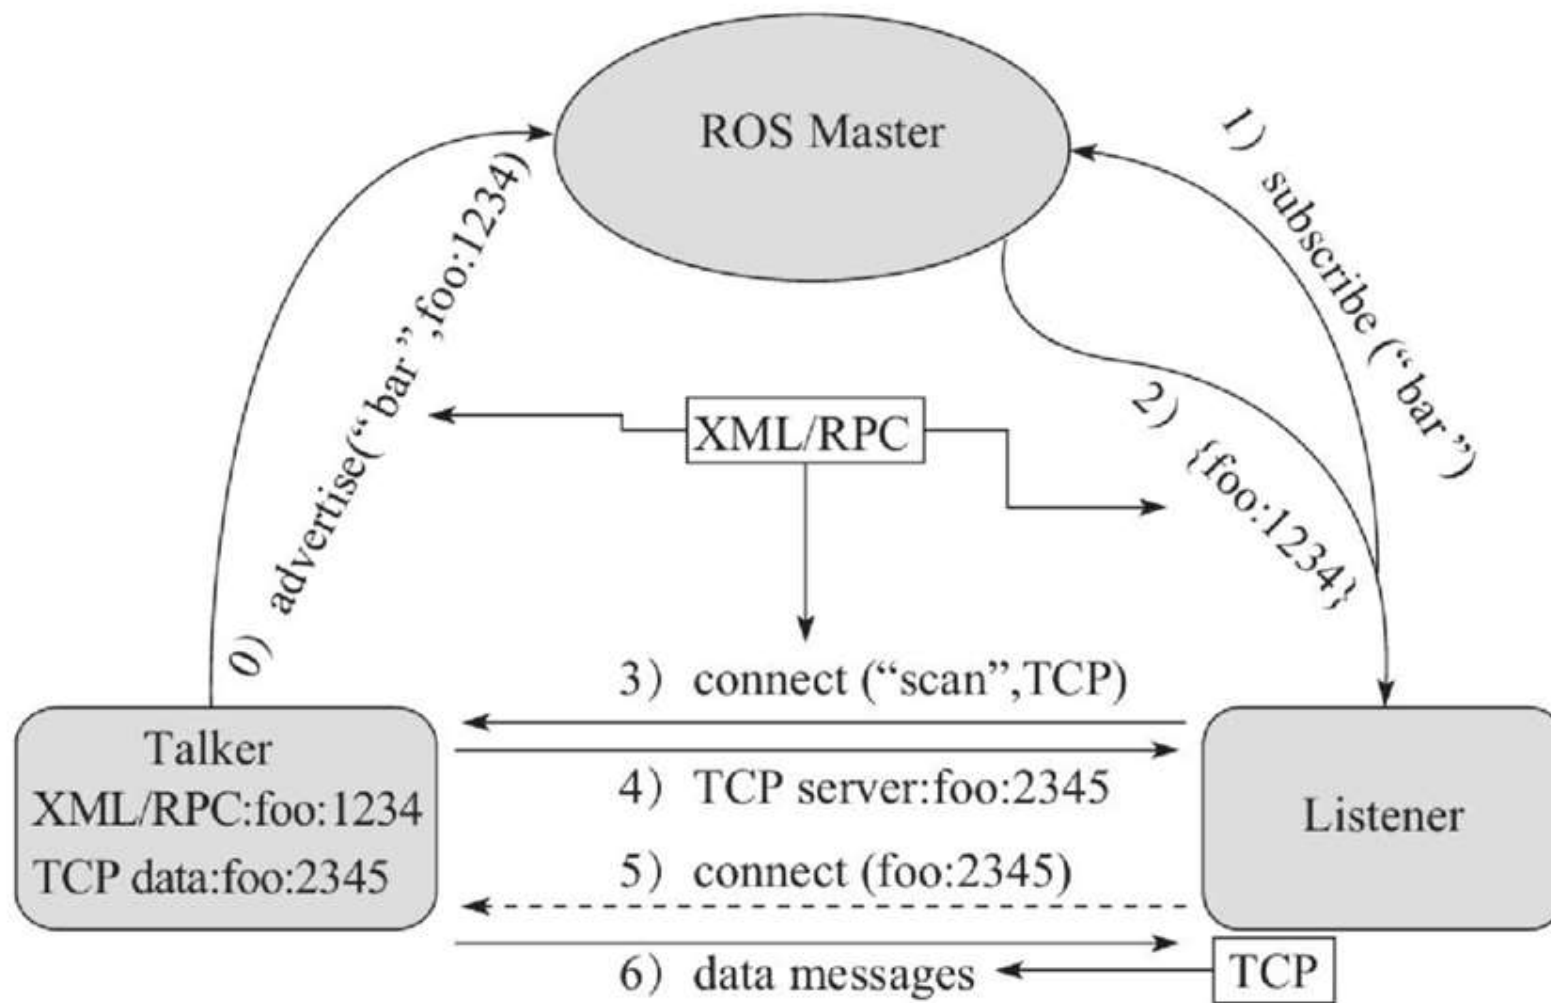 ROS Master
0) advertise(“bar”,foo:1234)
1) subscribe (“bar”)
2) {foo:1234}
XML/RPC
3) connect (“scan”,TCP)
Talker
XML/RPC:foo:1234
TCP data:foo:2345
4) TCP server:foo:2345
Listener
5) connect (foo:2345)
6) data messages
TCP